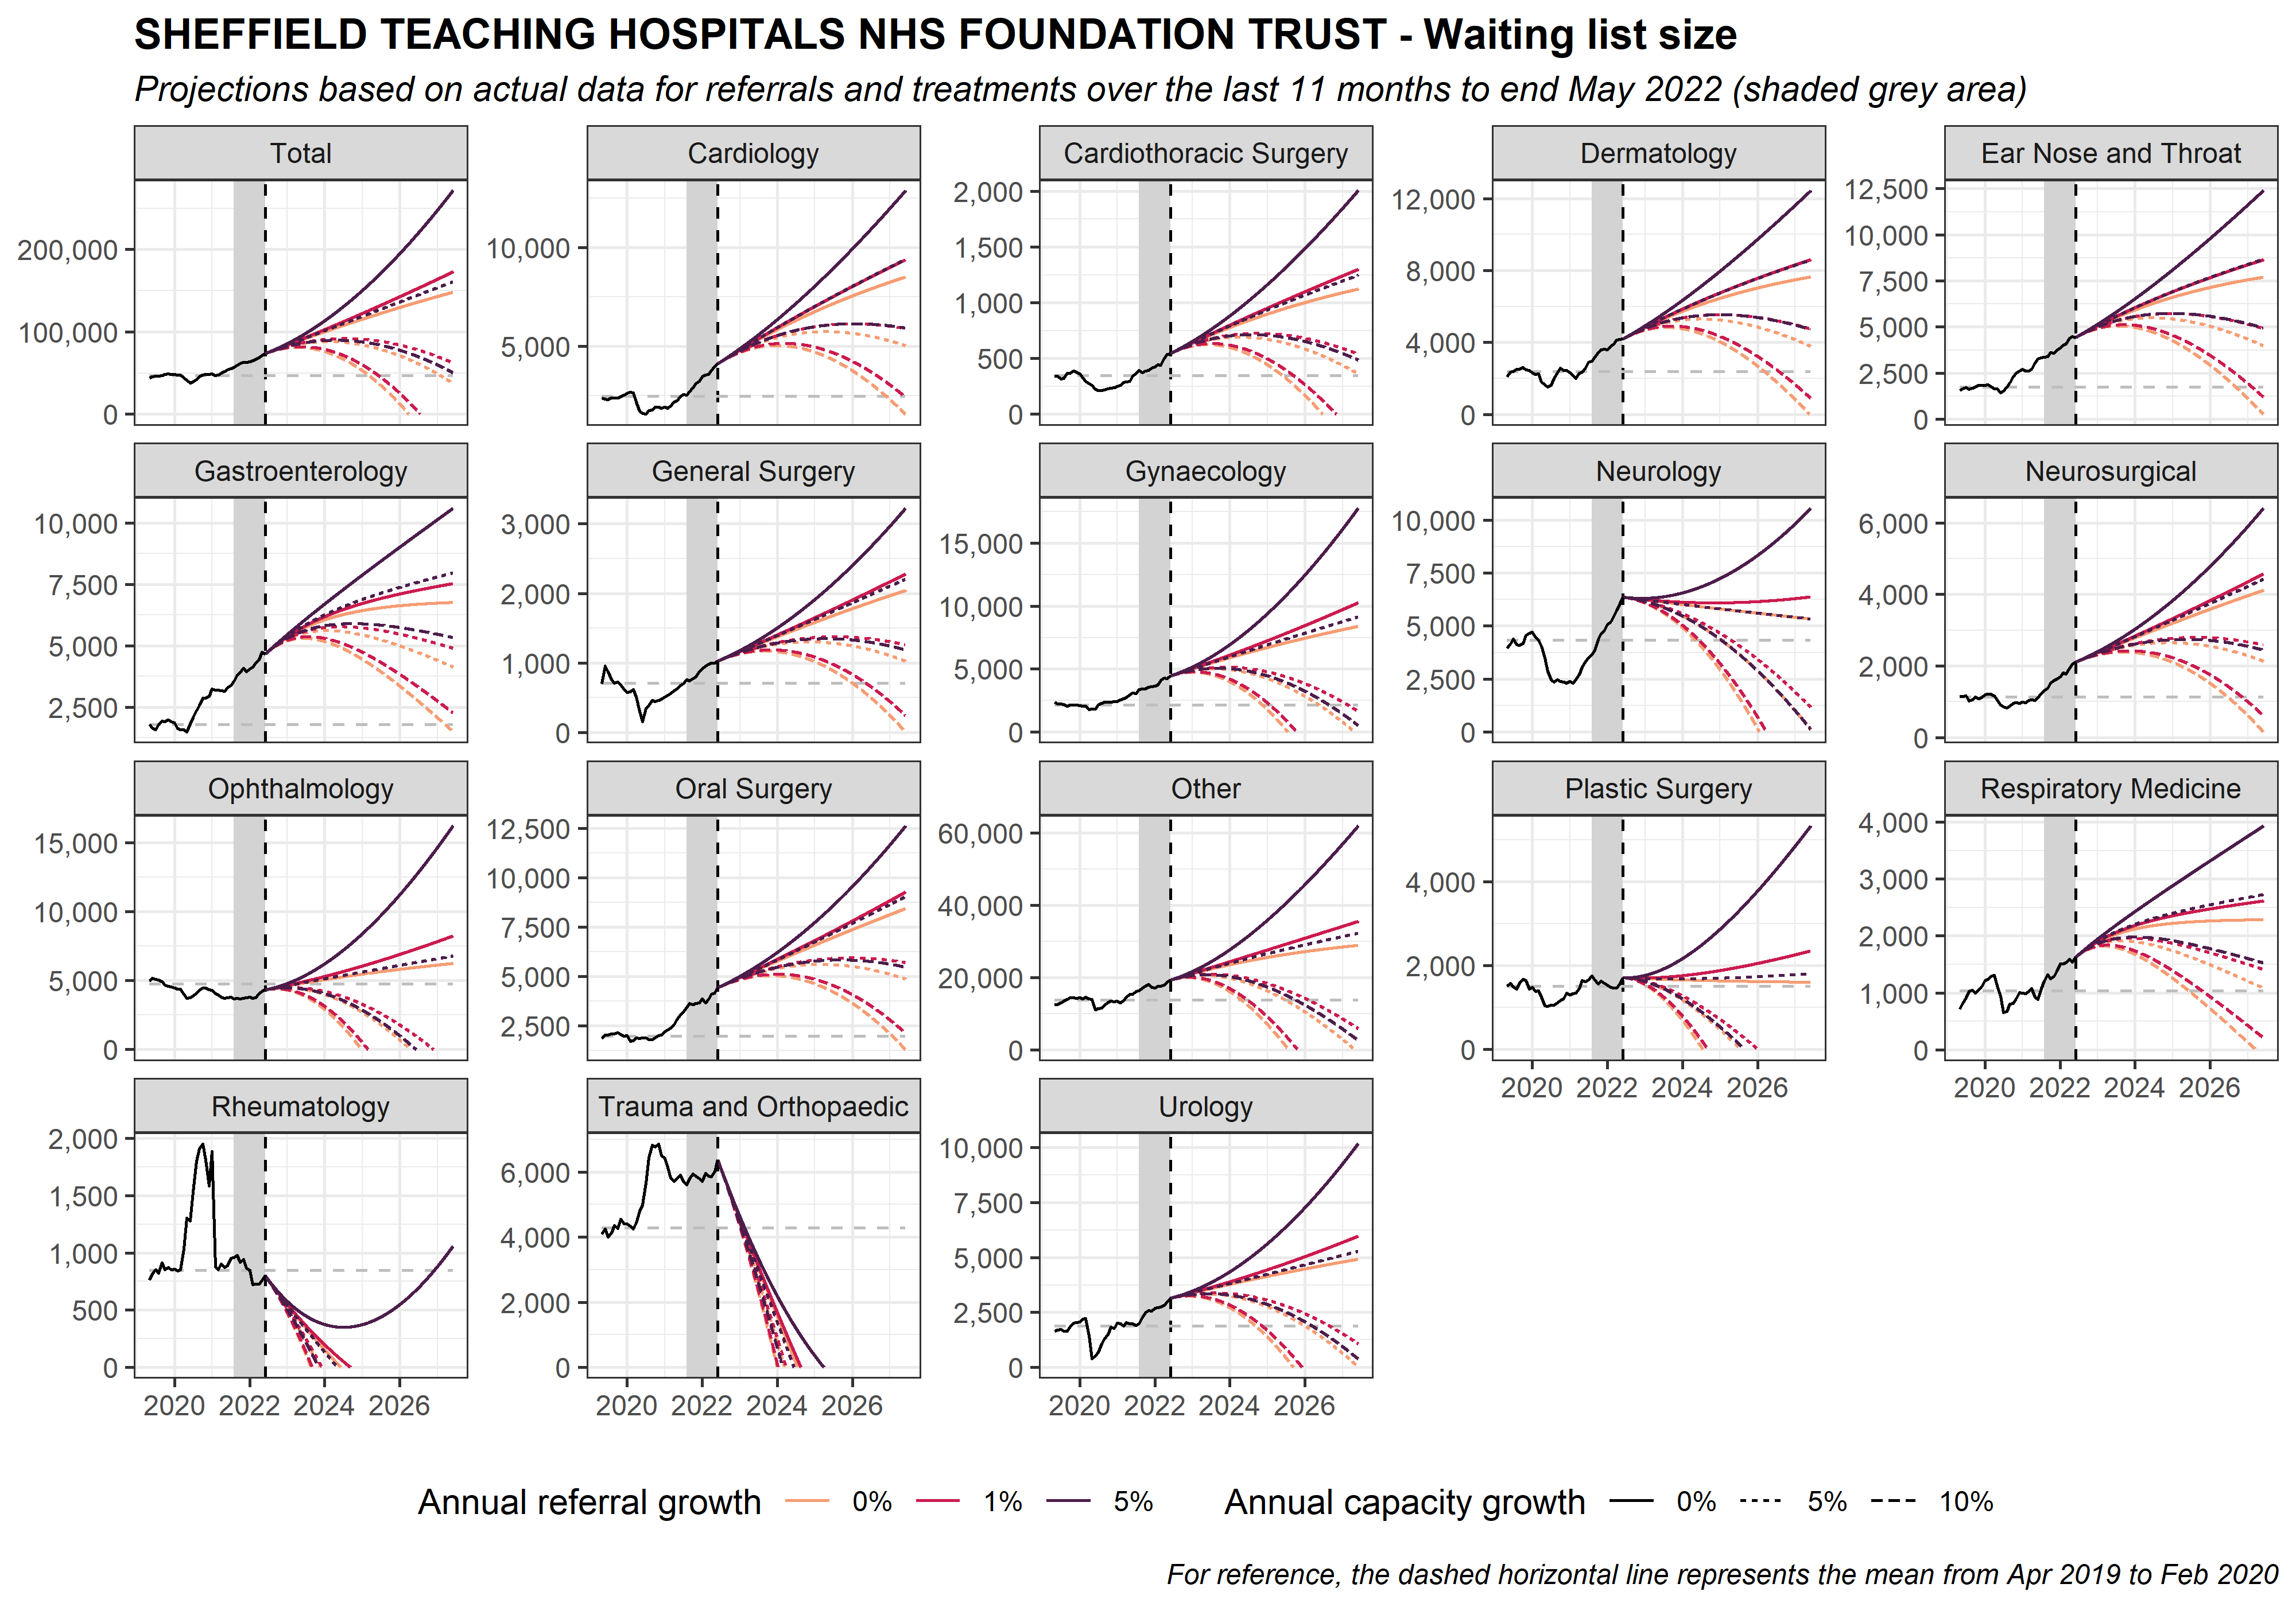 SHEFFIELD TEACHING HOSPITALS NHS FOUNDATION TRUST - Waiting list size
Projections based on actual data for referrals and treatments over the last 11 months to end May 2022 (shaded grey area)
Total
200,000
100,000
0
Cardiology
10,000
5,000
Cardiothoracic Surgery
2,000
1,500
1,000
500
0
Dermatology
12,000
8,000
4,000
0
Ear Nose and Throat
12,500
10,000
7,500
5,000
2,500
0
Gastroenterology
10,000
7,500
5,000
2,500
General Surgery
3,000
2,000
1,000
0
Gynaecology
15,000
10,000
5,000
0
Neurology
10,000
7,500
5,000
2,500
0
Neurosurgical
6,000
4,000
2,000
0
Ophthalmology
15,000
10,000
5,000
0
Oral Surgery
12,500
10,000
7,500
5,000
2,500
Other
60,000
40,000
20,000
0
Plastic Surgery
4,000
2,000
0
2020 2022 2024 2026
Respiratory Medicine
4,000
3,000
2,000
1,000
0
2020 2022 2024 2026
Rheumatology
2,000
1,500
1,000
500
0
2020 2022 2024 2026
Trauma and Orthopaedic
6,000
4,000
2,000
0
2020 2022 2024 2026
Urology
10,000
7,500
5,000
2,500
0
2020 2022 2024 2026
Annual referral growth 0% 1% 5% Annual capacity growth 0% 5% 10%
For reference, the dashed horizontal line represents the mean from Apr 2019 to Feb 2020